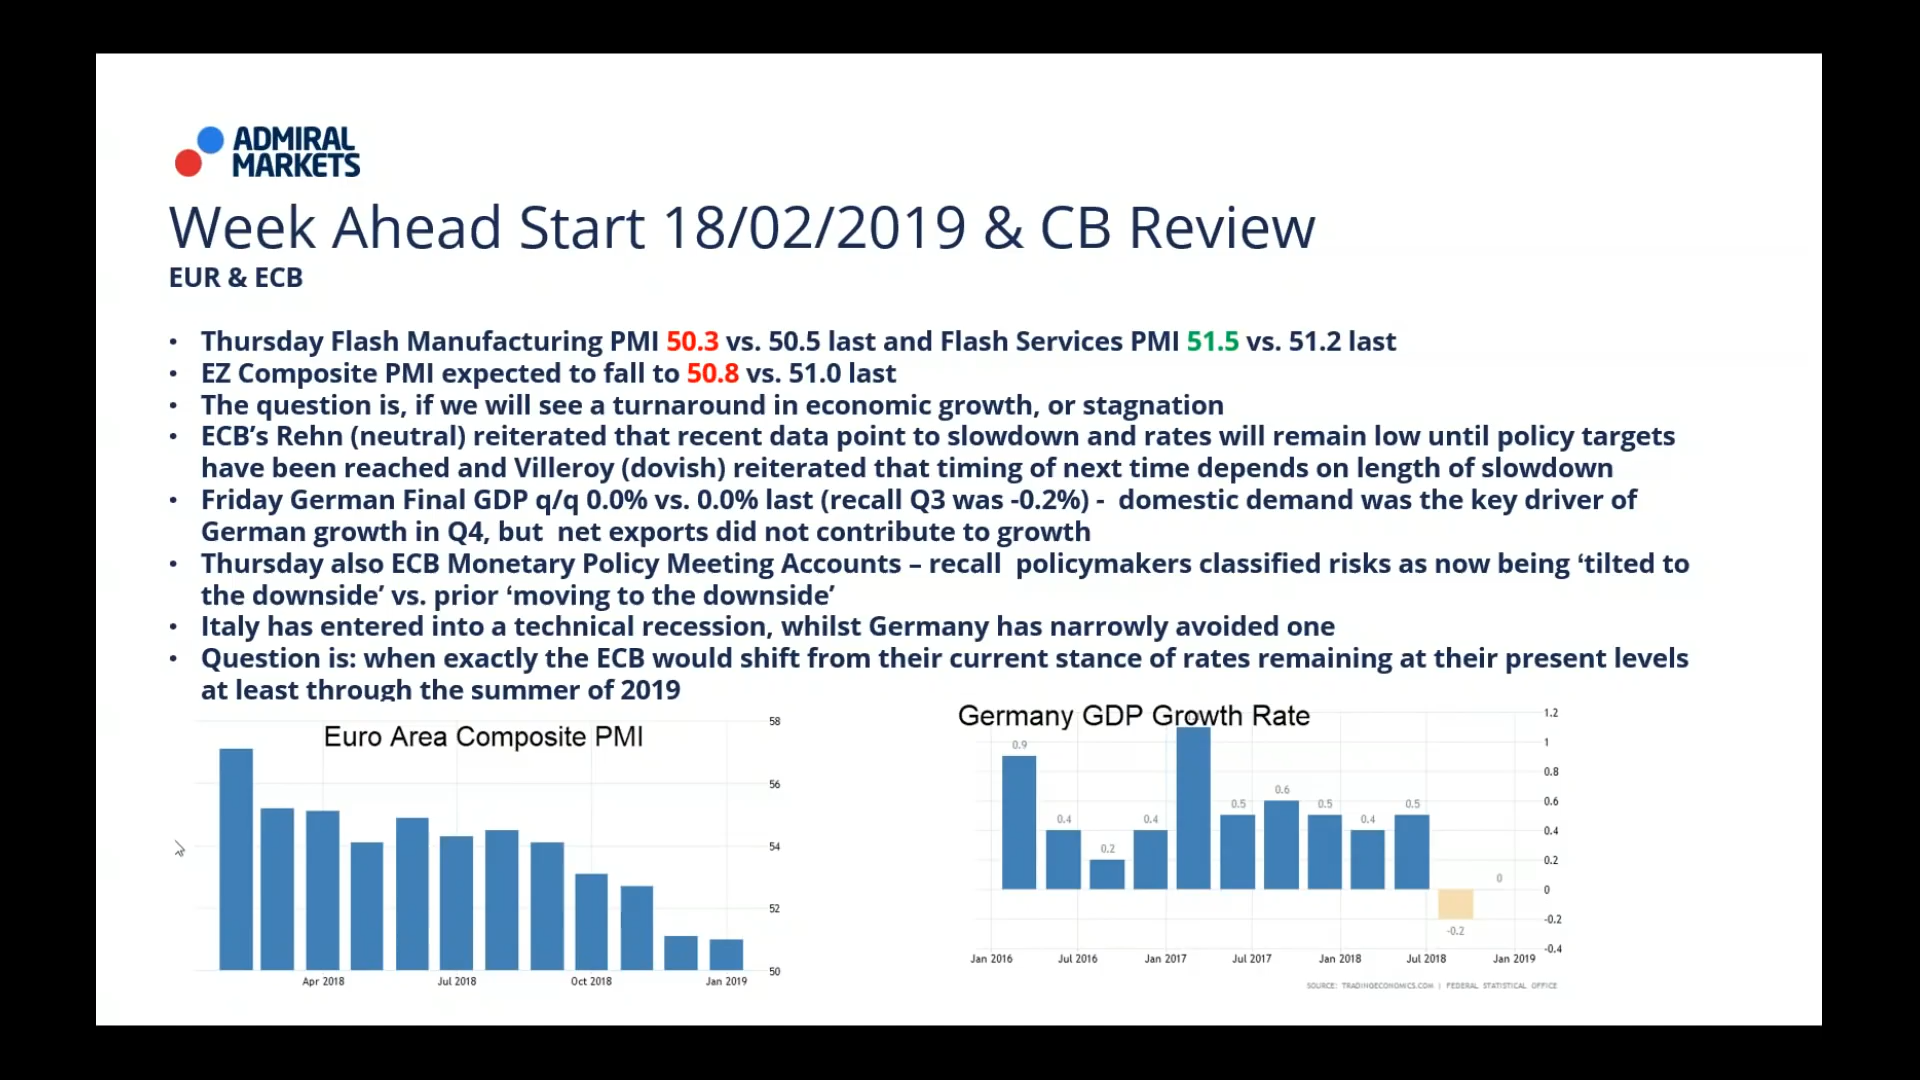 ADMIRAL
MARKETS
Week Ahead Start 18/02/2019 & CB Review
EUR & ECB
• Thursday Flash Manufacturing PMI 50.3 vs. 50.5 last and Flash Services PMI 51.5 vs. 51.2 last
• EZ Composite PMI expected to fall to 50.8 vs. 51.0 last
• The question is, if we will see a turnaround in economic growth, or stagnation
• ECB’s Rehn (neutral) reiterated that recent data point to slowdown and rates will remain low until policy targets
have been reached and Villeroy (dovish) reiterated that timing of next time depends on length of slowdown
• Friday German Final GDP q/q 0.0% vs. 0.0% last (recall Q3 was -0.2%) - domestic demand was the key driver of
German growth in Q4, but net exports did not contribute to growth
• Thursday also ECB Monetary Policy Meeting Accounts – recall policymakers classified risks as now being ‘tilted to
the downside’ vs. prior ‘moving to the downside’
• Italy has entered into a technical recession, whilst Germany has narrowly avoided one
• Question is: when exactly the ECB would shift from their current stance of rates remaining at their present levels
at least through the summer of 2019
Euro Area Composite PMI
58
56
54
52
50
Apr 2018 Jul 2018 Oct 2018 Jan 2019
Germany GDP Growth Rate
0.9 0.4 0.2 0.4 0.5 0.6 0.5 0.4 0.5 -0.2 0
1.2
1
0.8
0.6
0.4
0.2
0
-0.2
-0.4
Jan 2016 Jul 2016 Jan 2017 Jul 2017 Jan 2018 Jul 2018 Jan 2019
SOURCE: TRADINGECONOMICS.COM | FEDERAL STATISTICAL OFFICE